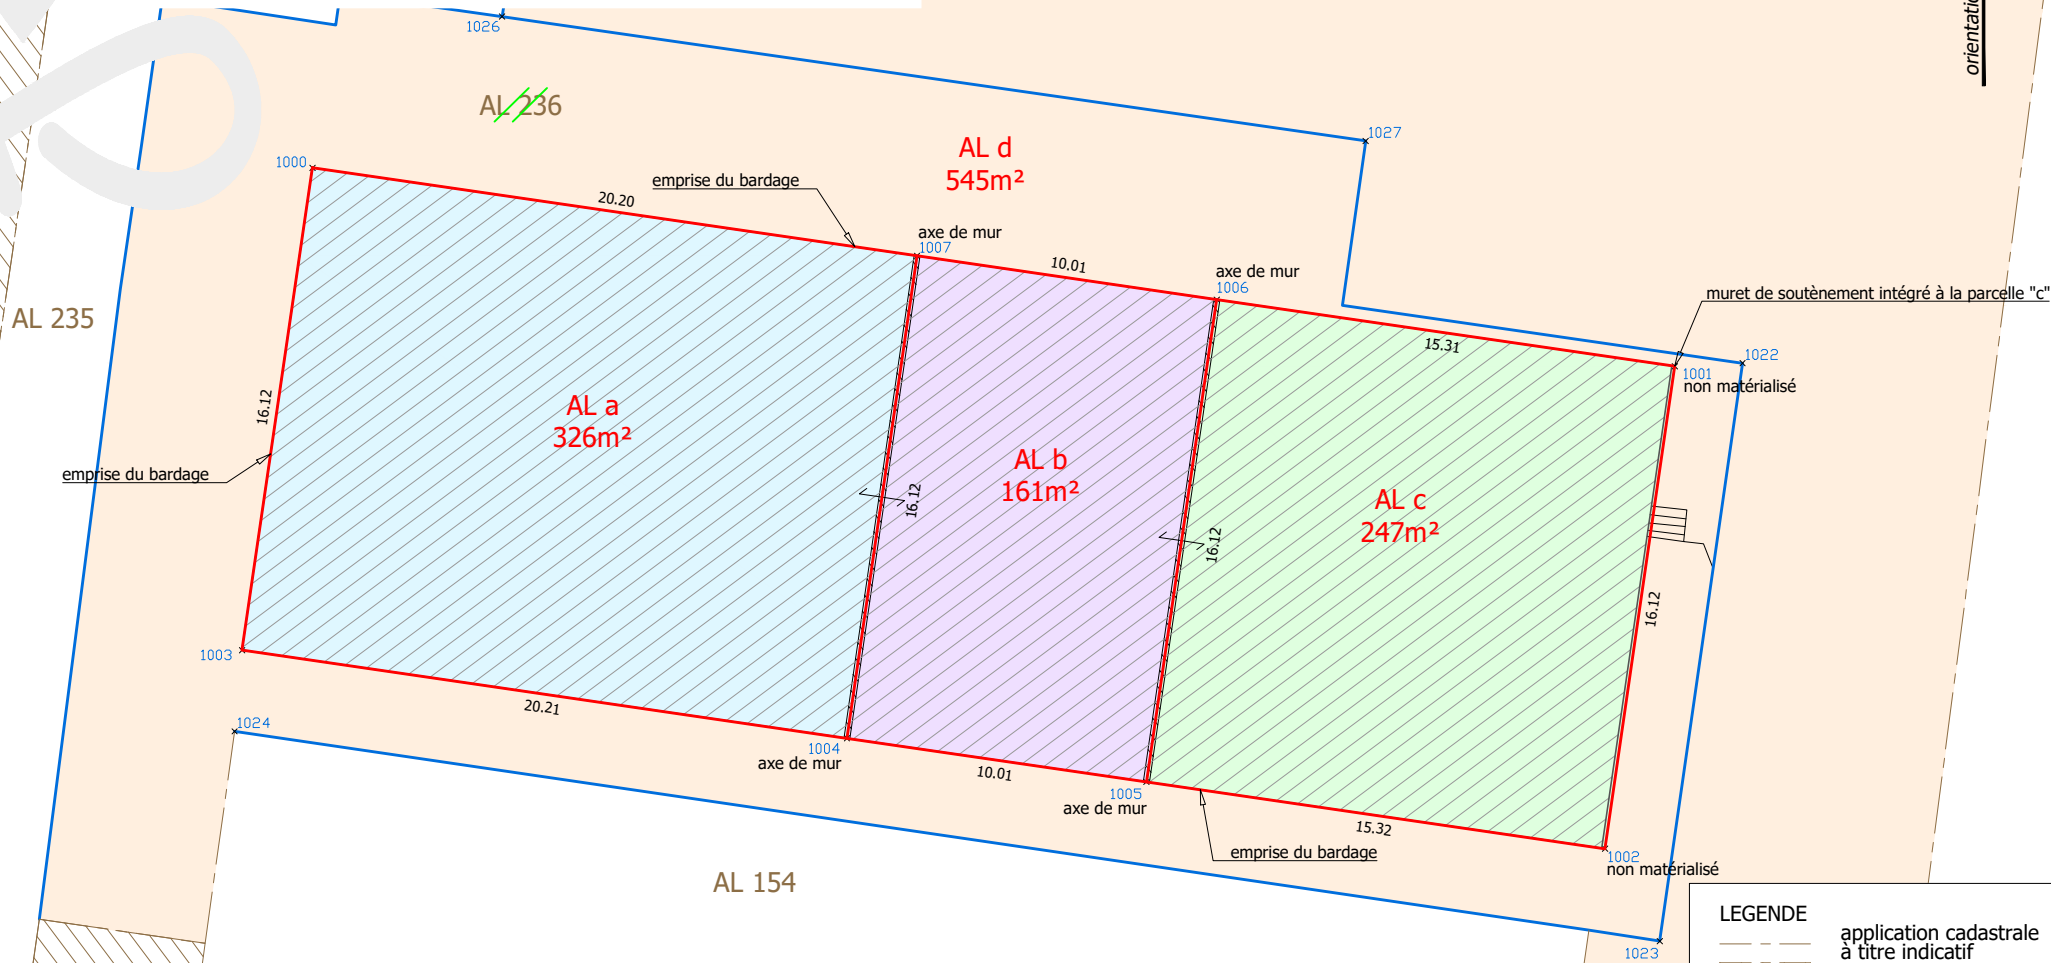 1026
orientatio
AL 236
1027
AL d
545m²
1000
emprise du bardage
20.20
axe de mur
1007
10.01
axe de mur
1006
muret de soutènement intégré à la parcelle "c"
AL 235
15.31
1022
1001
non matérialisé
16.12
AL a
326m²
emprise du bardage
AL b
161m²
16.12
AL c
247m²
16.12
16.12
1003
20.21
1024
1004
axe de mur
10.01
1005
axe de mur
15.32
emprise du bardage
1002
non matérialisé
AL 154
LEGENDE
application cadastrale
à titre indicatif
1023